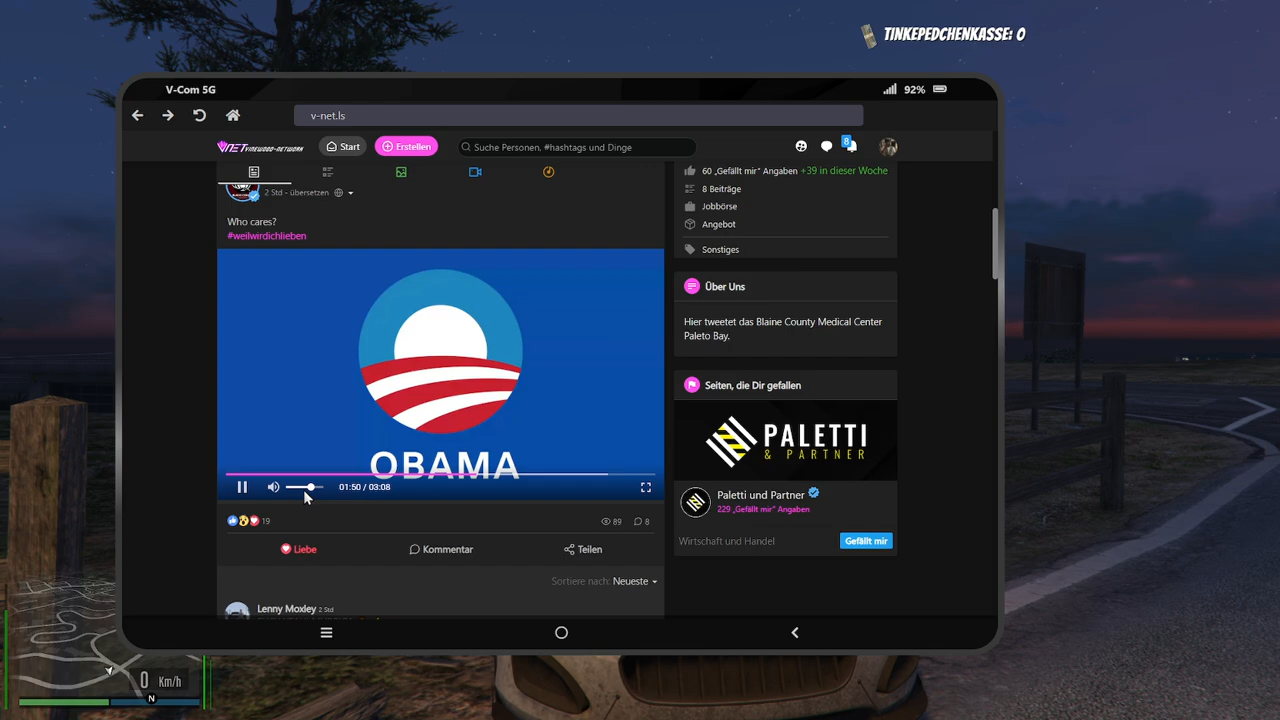 TINKEPEDCHENKASSE: 0
V-Com 5G
92%
v-net.ls
VNET VINEWOOD-NETWORK
Start
Erstellen
Suche Personen, #hashtags und Dinge
8
2 Std - übersetzen
Who cares?
#weilwirdichlieben
OBAMA
01:50 / 03:08
19
89
8
Liebe
Kommentar
Teilen
Sortiere nach: Neueste
Lenny Moxley 2 Std
60 „Gefällt mir" Angaben +39 in dieser Woche
8 Beiträge
Jobbörse
Angebot
Sonstiges
Über Uns
Hier tweetet das Blaine County Medical Center
Paleto Bay.
Seiten, die Dir gefallen
PALETTI
& PARTNER
Paletti und Partner
229 „Gefällt mir" Angaben
Wirtschaft und Handel
Gefällt mir
0 Km/h
N